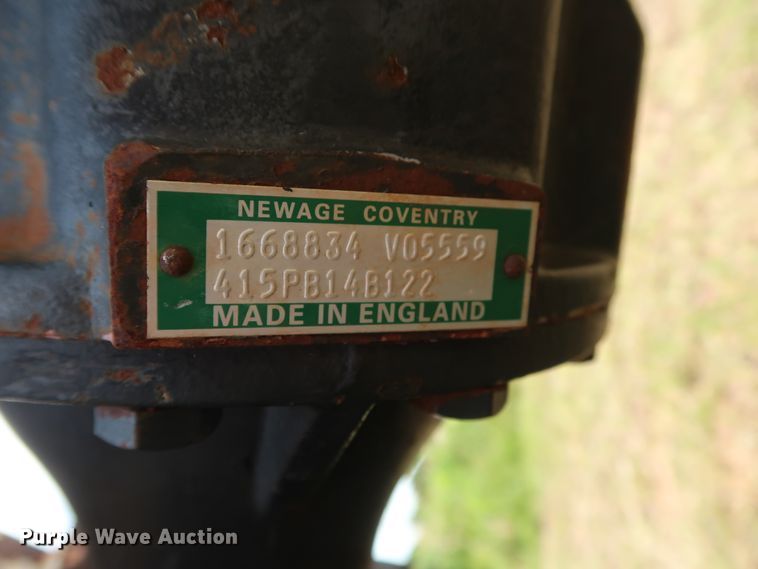 NEWAGE COVENTRY
1668834 V05559
415PB14B122
MADE IN ENGLAND
Purple Wave Auction